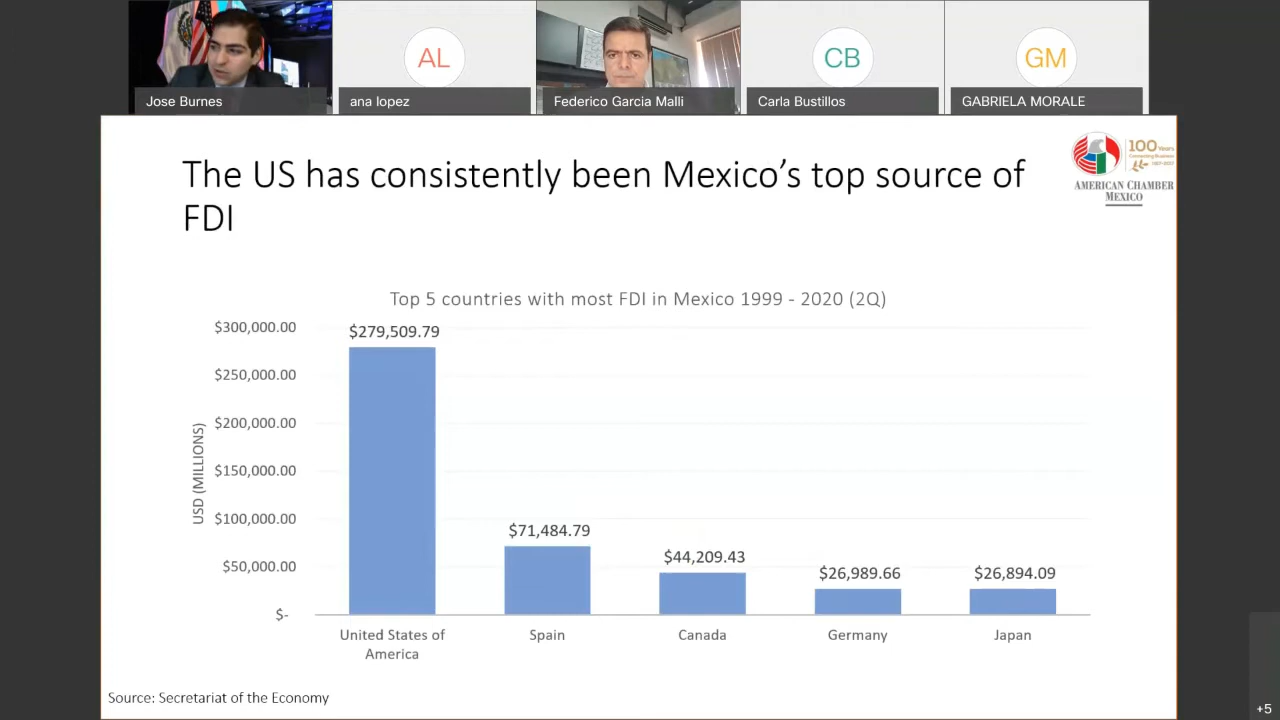 AL
CB
GM
Jose Burnes
ana lopez
Federico Garcia Malli
Carla Bustillos
GABRIELA MORALE
The US has consistently been Mexico's top source of
FDI
100 Years
AMERICAN CHAMBER
MEXICO
Top 5 countries with most FDI in Mexico 1999 - 2020 (2Q)
USD (MILLIONS)
$300,000.00
$250,000.00
$200,000.00
$150,000.00
$100,000.00
$50,000.00
$-
$279,509.79
$71,484.79
$44,209.43
$26,989.66
$26,894.09
United States of
America
Spain
Canada
Germany
Japan
Source: Secretariat of the Economy
+5